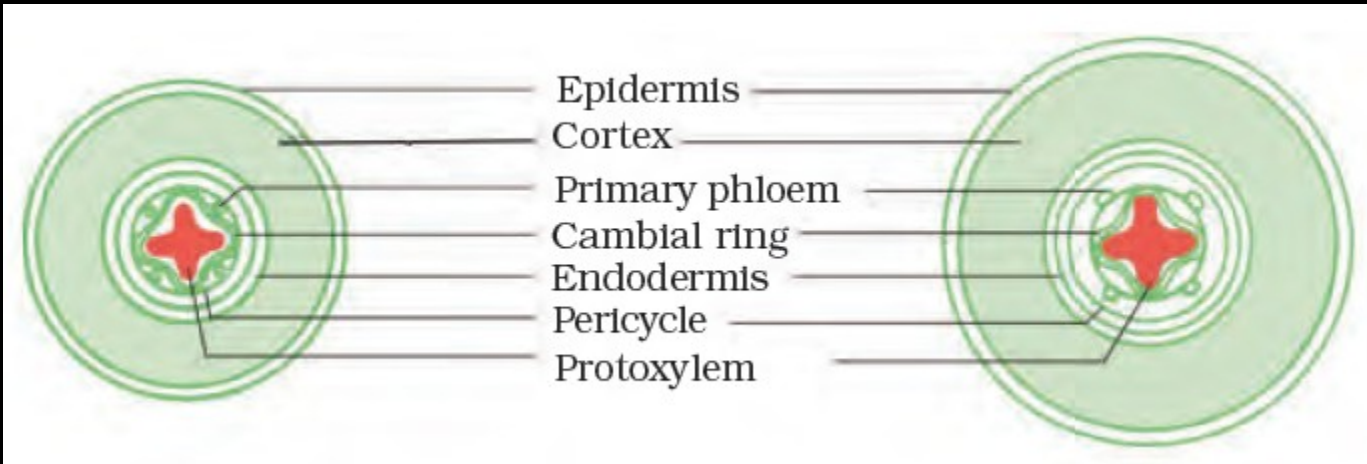 Epidermis
Cortex
Primary phloem
Cambial ring
Endodermis
Pericycle
Protoxylem